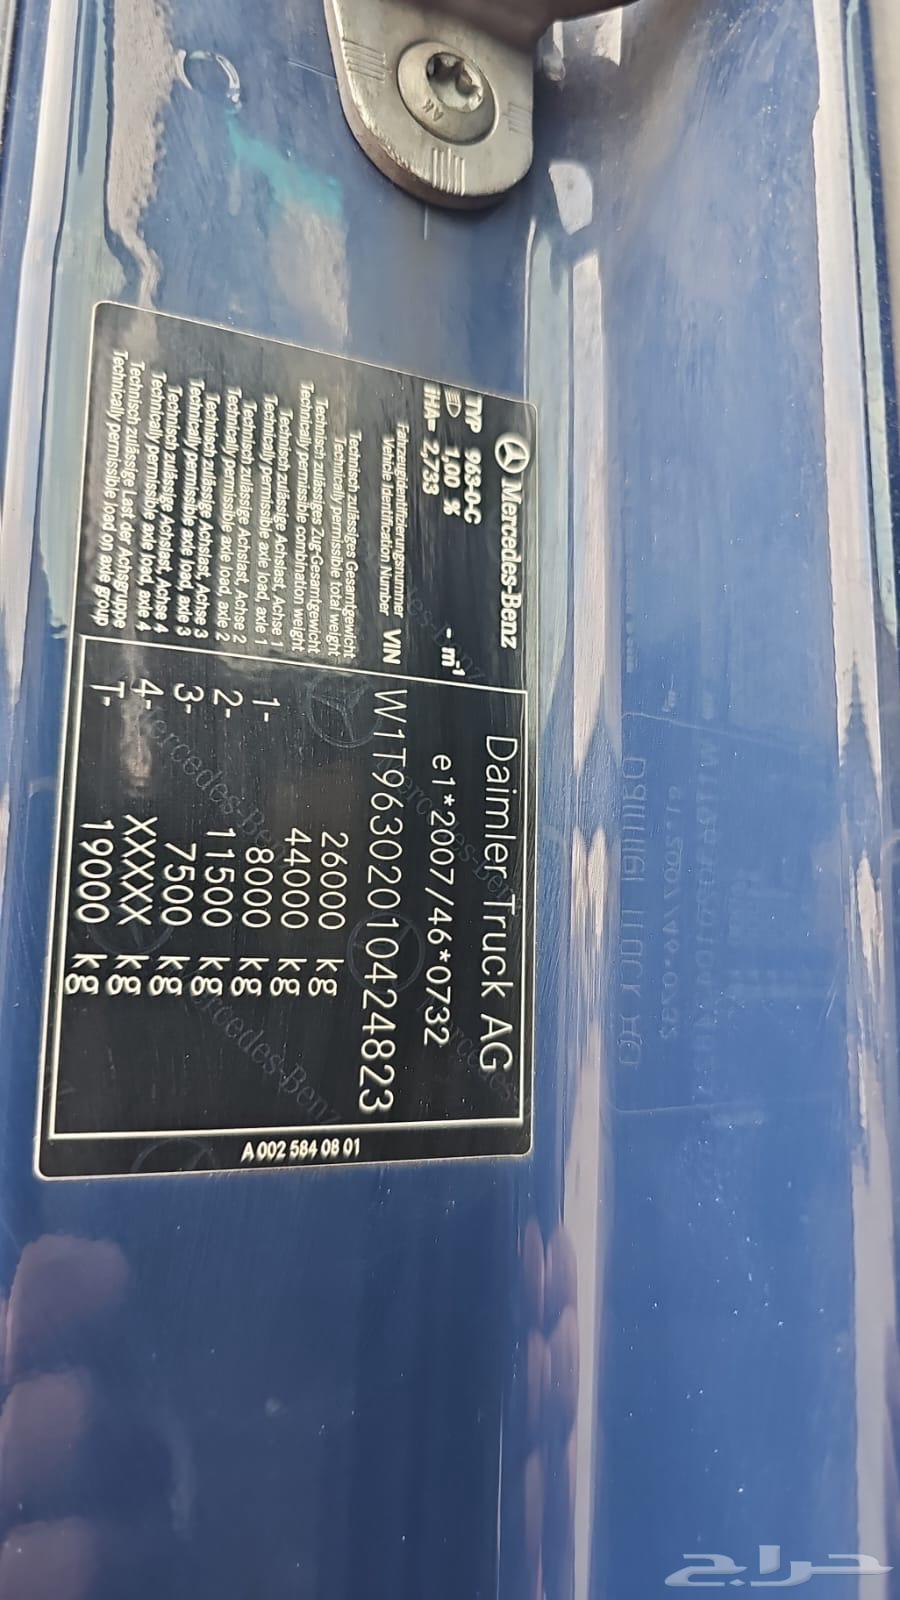 Mercedes-Benz
Daimler Truck AG
TYP 963-0-C
1,00 %
- m-1
e1*2007/46*0732
iHA= 2,733
Fahrzeugidentifizierungsnummer
Vehicle Identification Number
VIN
W1T96302010424823
Technisch zulässiges Gesamtgewicht
Technically permissible total weight
26000 kg
Technisch zulässiges Zug-Gesamtgewicht
Technically permissible combination weight
44000 kg
Technisch zulässige Achslast, Achse 1
Technically permissible axle load, axle 1
1- 8000 kg
Technisch zulässige Achslast, Achse 2
Technically permissible axle load, axle 2
2- 11500 kg
Technisch zulässige Achslast, Achse 3
Technically permissible axle load, axle 3
3- 7500 kg
Technisch zulässige Achslast, Achse 4
Technically permissible axle load, axle 4
4- XXXXX kg
Technisch zulässige Last der Achsgruppe
Technically permissible load on axle group
T- 19000 kg
A 002 584 08 01
حراج